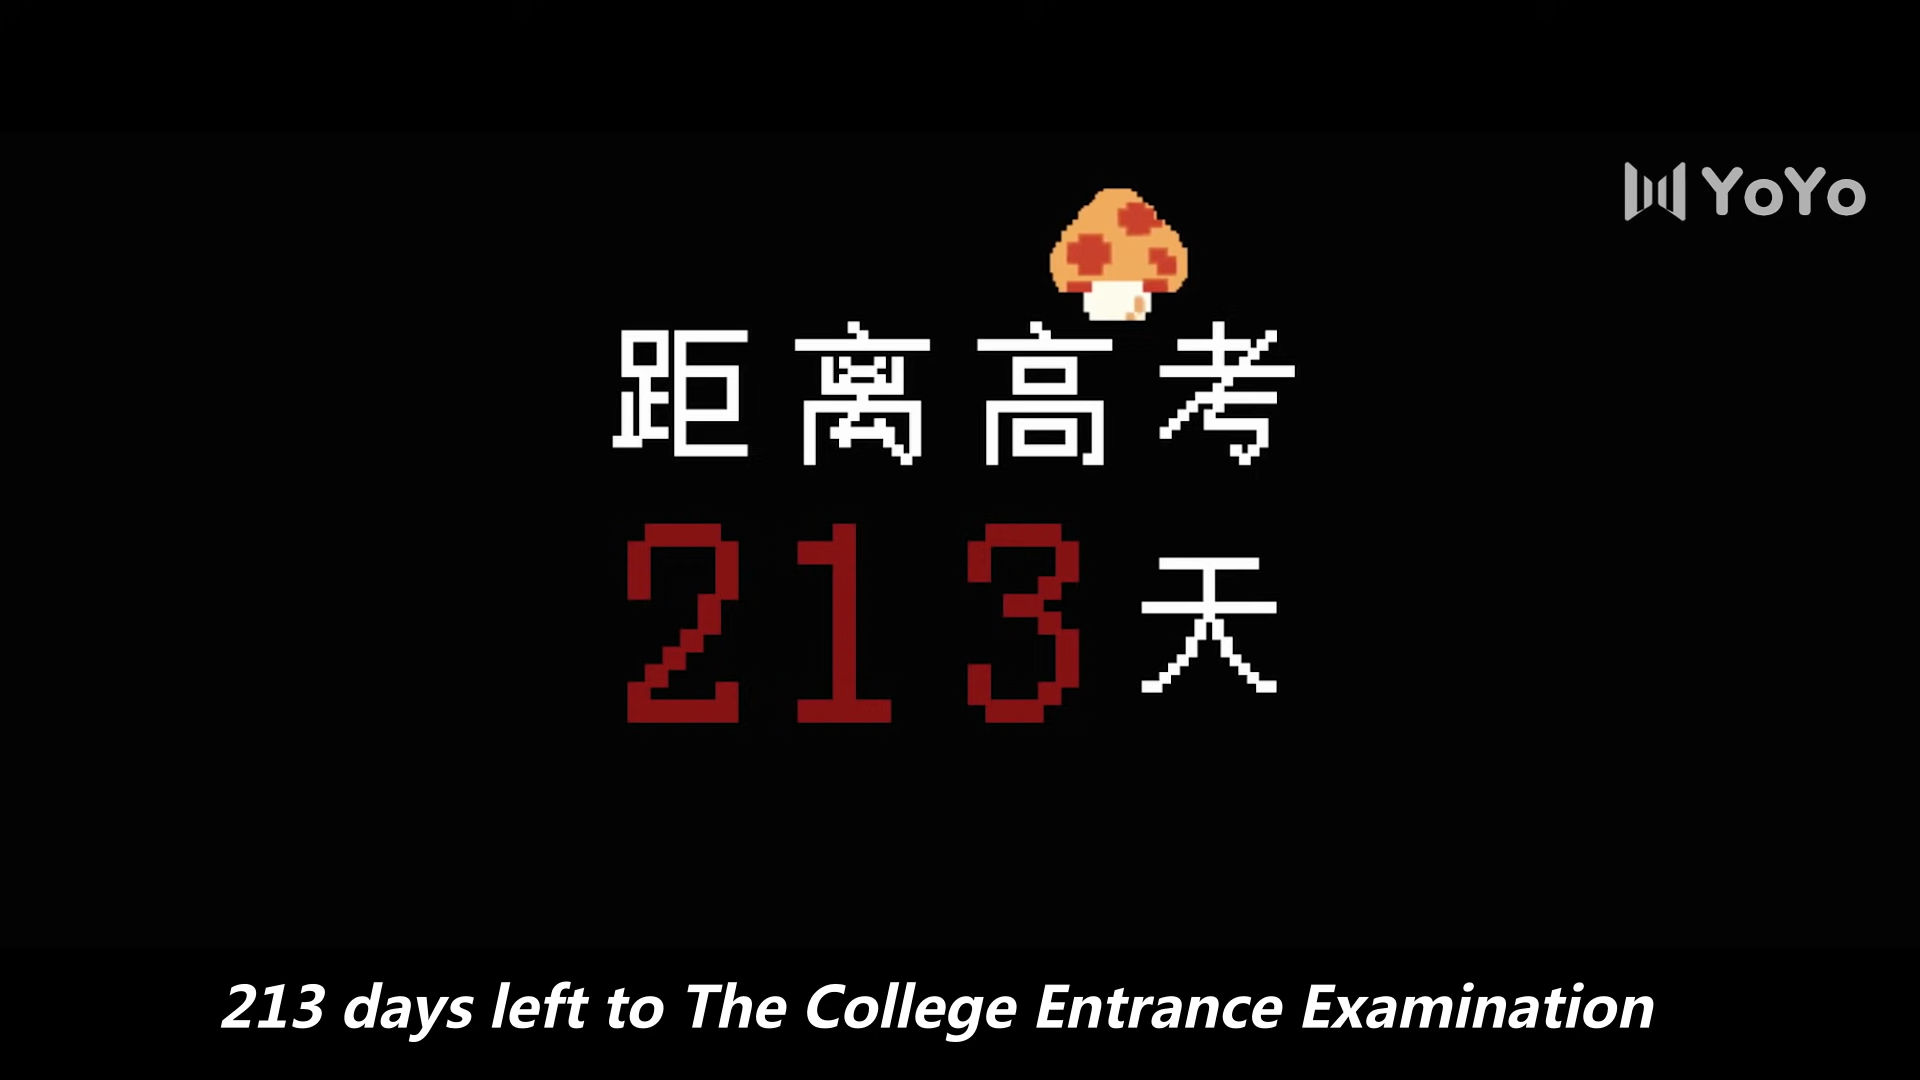 YoYo
距离高考
213天
213 days left to The College Entrance Examination